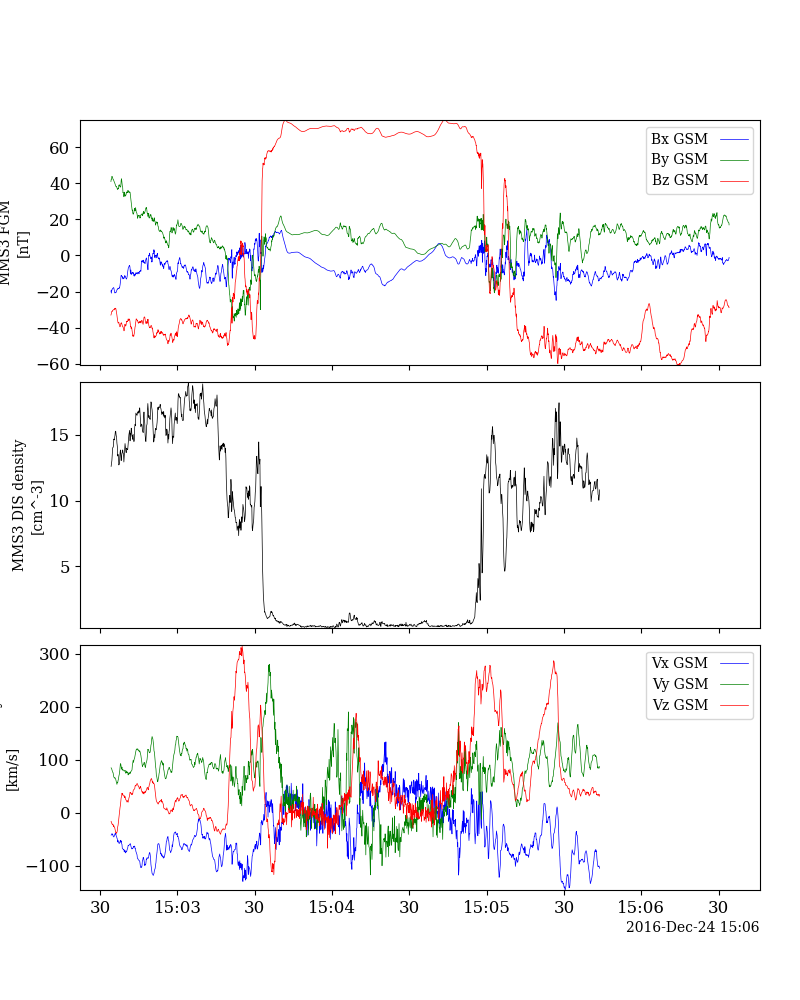 60
40
20
0
−20
−40
−60
MMS3 FGM
[nT]
Bx GSM
By GSM
Bz GSM
15
10
5
MMS3 DIS density
[cm^-3]
300
200
100
0
−100
[km/s]
Vx GSM
Vy GSM
Vz GSM
30 15:03 30 15:04 30 15:05 30 15:06 30
2016-Dec-24 15:06